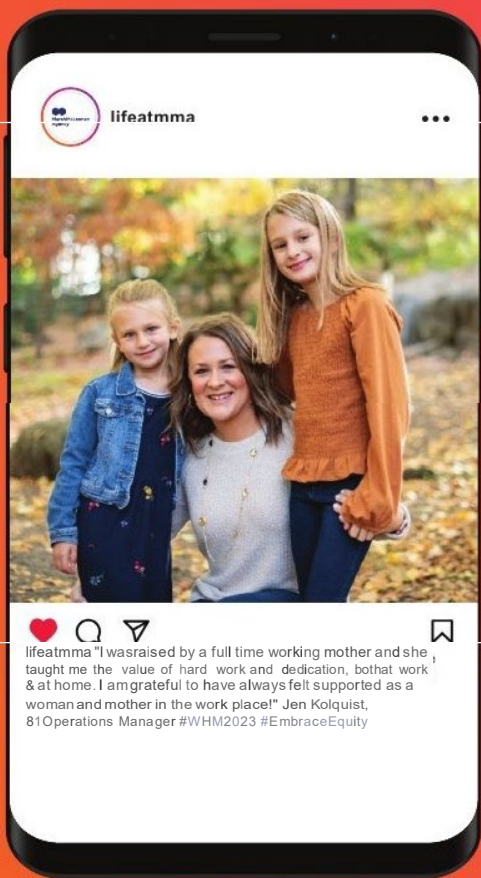 lifeatmma
lifeatmma "I wasraised by a full time working mother and she
taught me the value of hard work and dedication, bothat work
& at home. I am grateful to have always felt supported as a
woman and mother in the work place!" Jen Kolquist,
81Operations Manager #WHM2023 #EmbraceEquity